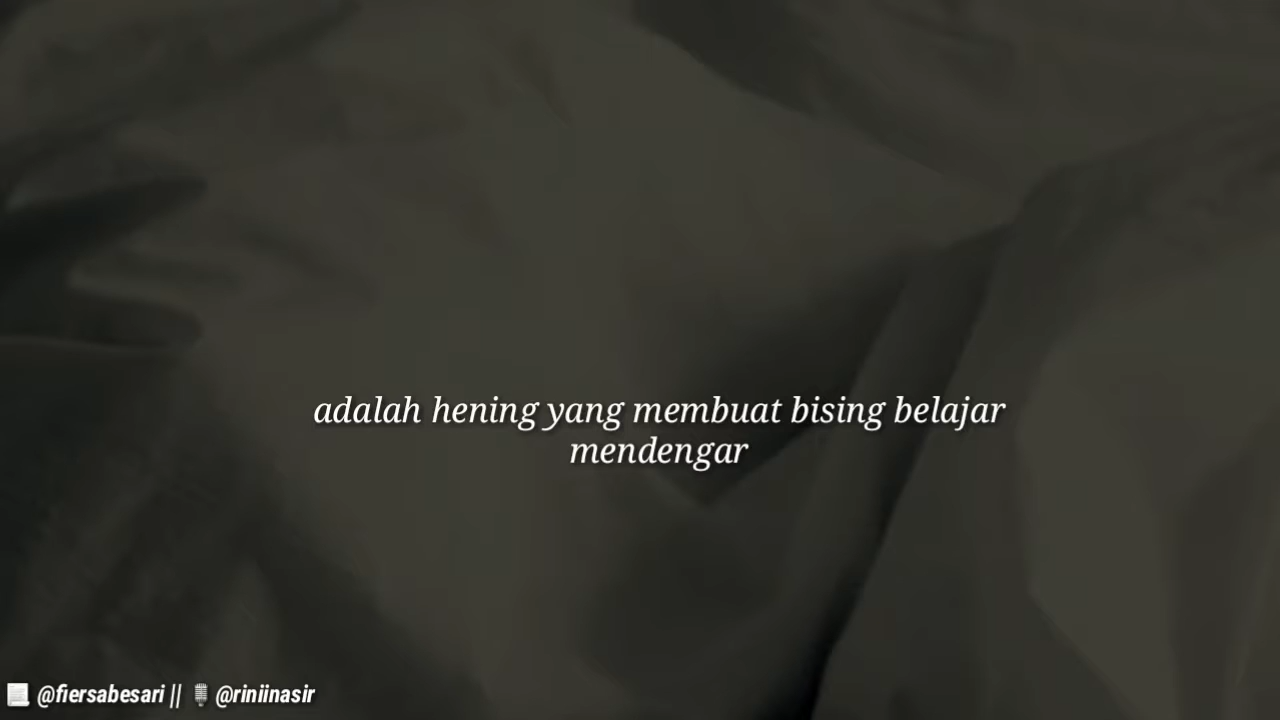 adalah hening yang membuat bising belajar
mendengar
📃 @fiersabesari || 🎙 @riniinasir